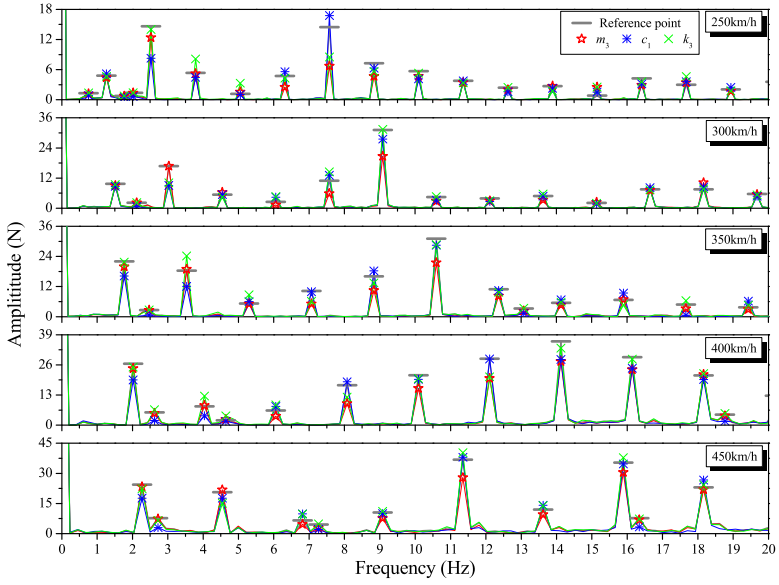 18
12
6
0
Reference point
m₃ c₁ k₃
250km/h
36
24
12
0
300km/h
36
24
12
0
350km/h
39
26
13
0
400km/h
45
30
15
0
450km/h
0 1 2 3 4 5 6 7 8 9 10 11 12 13 14 15 16 17 18 19 20
Frequency (Hz)
Amplitude (N)